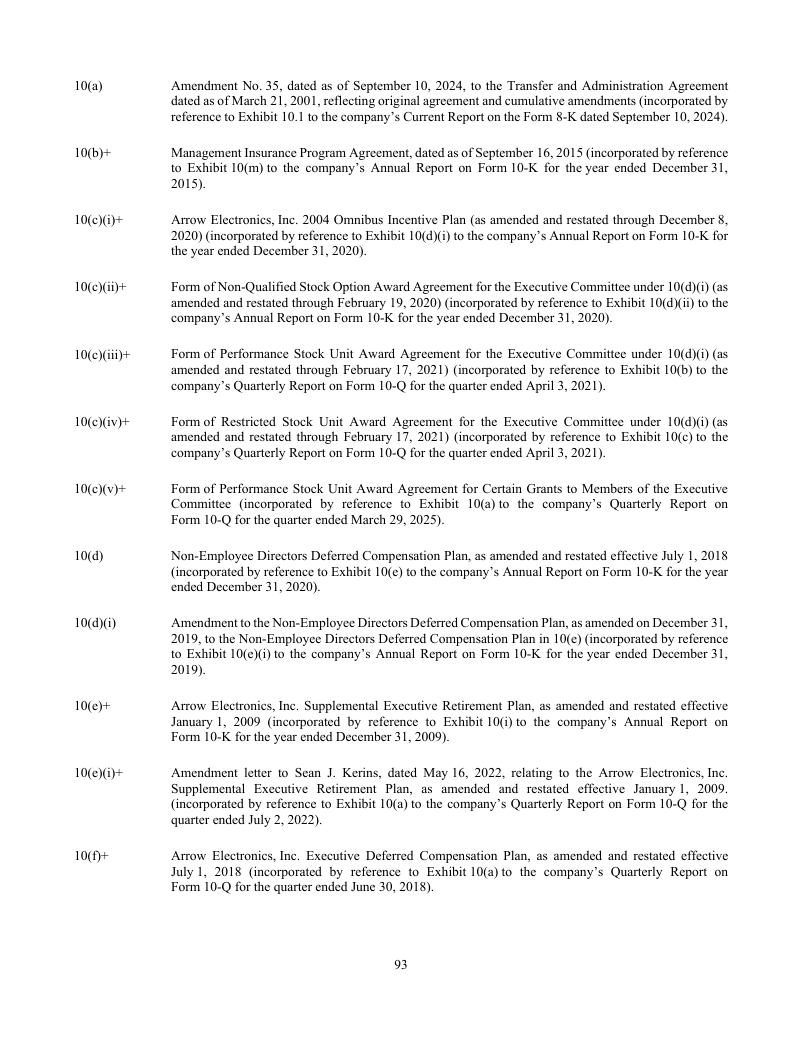 10(a) Amendment No. 35, dated as of September 10, 2024, to the Transfer and Administration Agreement
dated as of March 21, 2001, reflecting original agreement and cumulative amendments (incorporated by
reference to Exhibit 10.1 to the company’s Current Report on the Form 8-K dated September 10, 2024).
10(b)+ Management Insurance Program Agreement, dated as of September 16, 2015 (incorporated by reference
to Exhibit 10(m) to the company’s Annual Report on Form 10-K for the year ended December 31,
2015).
10(c)(i)+ Arrow Electronics, Inc. 2004 Omnibus Incentive Plan (as amended and restated through December 8,
2020) (incorporated by reference to Exhibit 10(d)(i) to the company’s Annual Report on Form 10-K for
the year ended December 31, 2020).
10(c)(ii)+ Form of Non-Qualified Stock Option Award Agreement for the Executive Committee under 10(d)(i) (as
amended and restated through February 19, 2020) (incorporated by reference to Exhibit 10(d)(ii) to the
company’s Annual Report on Form 10-K for the year ended December 31, 2020).
10(c)(iii)+ Form of Performance Stock Unit Award Agreement for the Executive Committee under 10(d)(i) (as
amended and restated through February 17, 2021) (incorporated by reference to Exhibit 10(b) to the
company’s Quarterly Report on Form 10-Q for the quarter ended April 3, 2021).
10(c)(iv)+ Form of Restricted Stock Unit Award Agreement for the Executive Committee under 10(d)(i) (as
amended and restated through February 17, 2021) (incorporated by reference to Exhibit 10(c) to the
company’s Quarterly Report on Form 10-Q for the quarter ended April 3, 2021).
10(c)(v)+ Form of Performance Stock Unit Award Agreement for Certain Grants to Members of the Executive
Committee (incorporated by reference to Exhibit 10(a) to the company’s Quarterly Report on
Form 10-Q for the quarter ended March 29, 2025).
10(d) Non-Employee Directors Deferred Compensation Plan, as amended and restated effective July 1, 2018
(incorporated by reference to Exhibit 10(e) to the company’s Annual Report on Form 10-K for the year
ended December 31, 2020).
10(d)(i) Amendment to the Non-Employee Directors Deferred Compensation Plan, as amended on December 31,
2019, to the Non-Employee Directors Deferred Compensation Plan in 10(e) (incorporated by reference
to Exhibit 10(e)(i) to the company’s Annual Report on Form 10-K for the year ended December 31,
2019).
10(e)+ Arrow Electronics, Inc. Supplemental Executive Retirement Plan, as amended and restated effective
January 1, 2009 (incorporated by reference to Exhibit 10(i) to the company’s Annual Report on
Form 10-K for the year ended December 31, 2009).
10(e)(i)+ Amendment letter to Sean J. Kerins, dated May 16, 2022, relating to the Arrow Electronics, Inc.
Supplemental Executive Retirement Plan, as amended and restated effective January 1, 2009.
(incorporated by reference to Exhibit 10(a) to the company’s Quarterly Report on Form 10-Q for the
quarter ended July 2, 2022).
10(f)+ Arrow Electronics, Inc. Executive Deferred Compensation Plan, as amended and restated effective
July 1, 2018 (incorporated by reference to Exhibit 10(a) to the company’s Quarterly Report on
Form 10-Q for the quarter ended June 30, 2018).
93